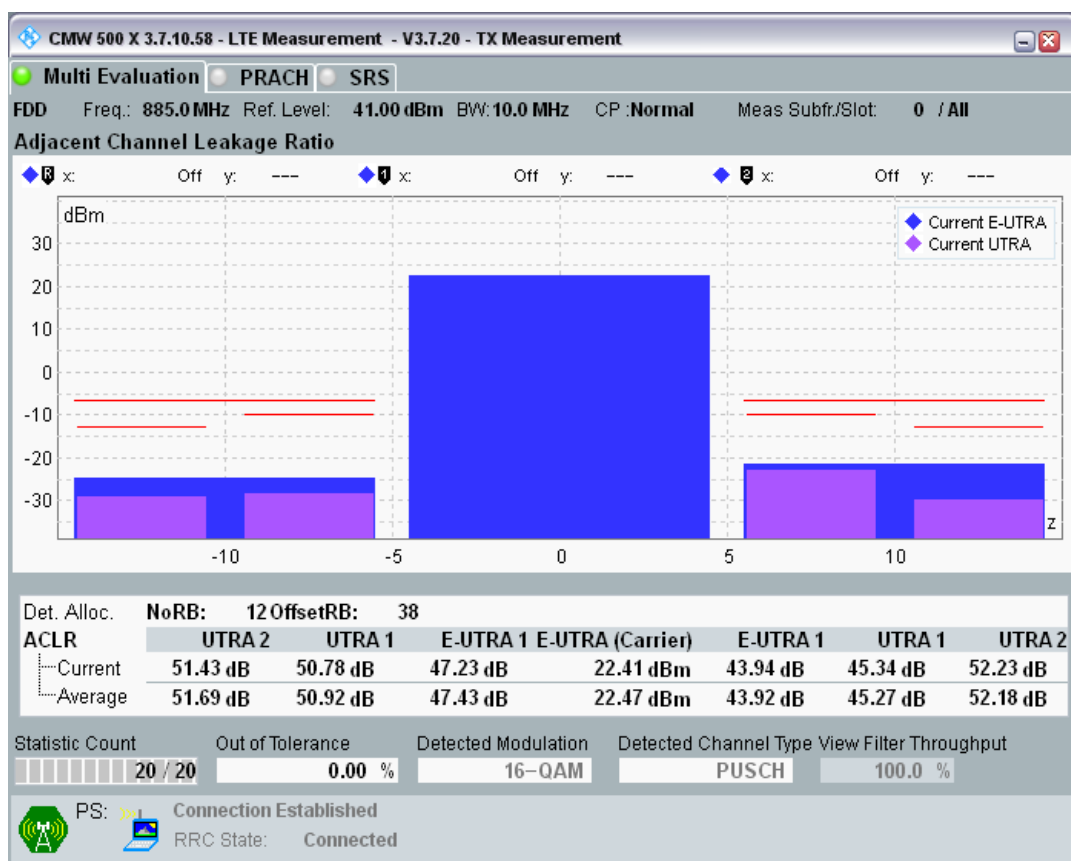 CMW 500 X 3.7.10.58 - LTE Measurement - V3.7.20 - TX Measurement
Multi Evaluation PRACH SRS
FDD Freq.: 885.0 MHz Ref. Level: 41.00 dBm BW: 10.0 MHz CP :Normal Meas Subfr./Slot: 0 / All
Adjacent Channel Leakage Ratio
R x: Off y: --- 1 x: Off y: --- 2 x: Off y: ---
dBm
Current E-UTRA
Current UTRA
30
20
10
0
-10
-20
-30
z
-10 -5 0 5 10
Det. Alloc. NoRB: 12 OffsetRB: 38
ACLR UTRA 2 UTRA 1 E-UTRA 1 E-UTRA (Carrier) E-UTRA 1 UTRA 1 UTRA 2
Current 51.43 dB 50.78 dB 47.23 dB 22.41 dBm 43.94 dB 45.34 dB 52.23 dB
Average 51.69 dB 50.92 dB 47.43 dB 22.47 dBm 43.92 dB 45.27 dB 52.18 dB
Statistic Count Out of Tolerance Detected Modulation Detected Channel Type View Filter Throughput
20 / 20 0.00 % 16-QAM PUSCH 100.0 %
PS: Connection Established
RRC State: Connected